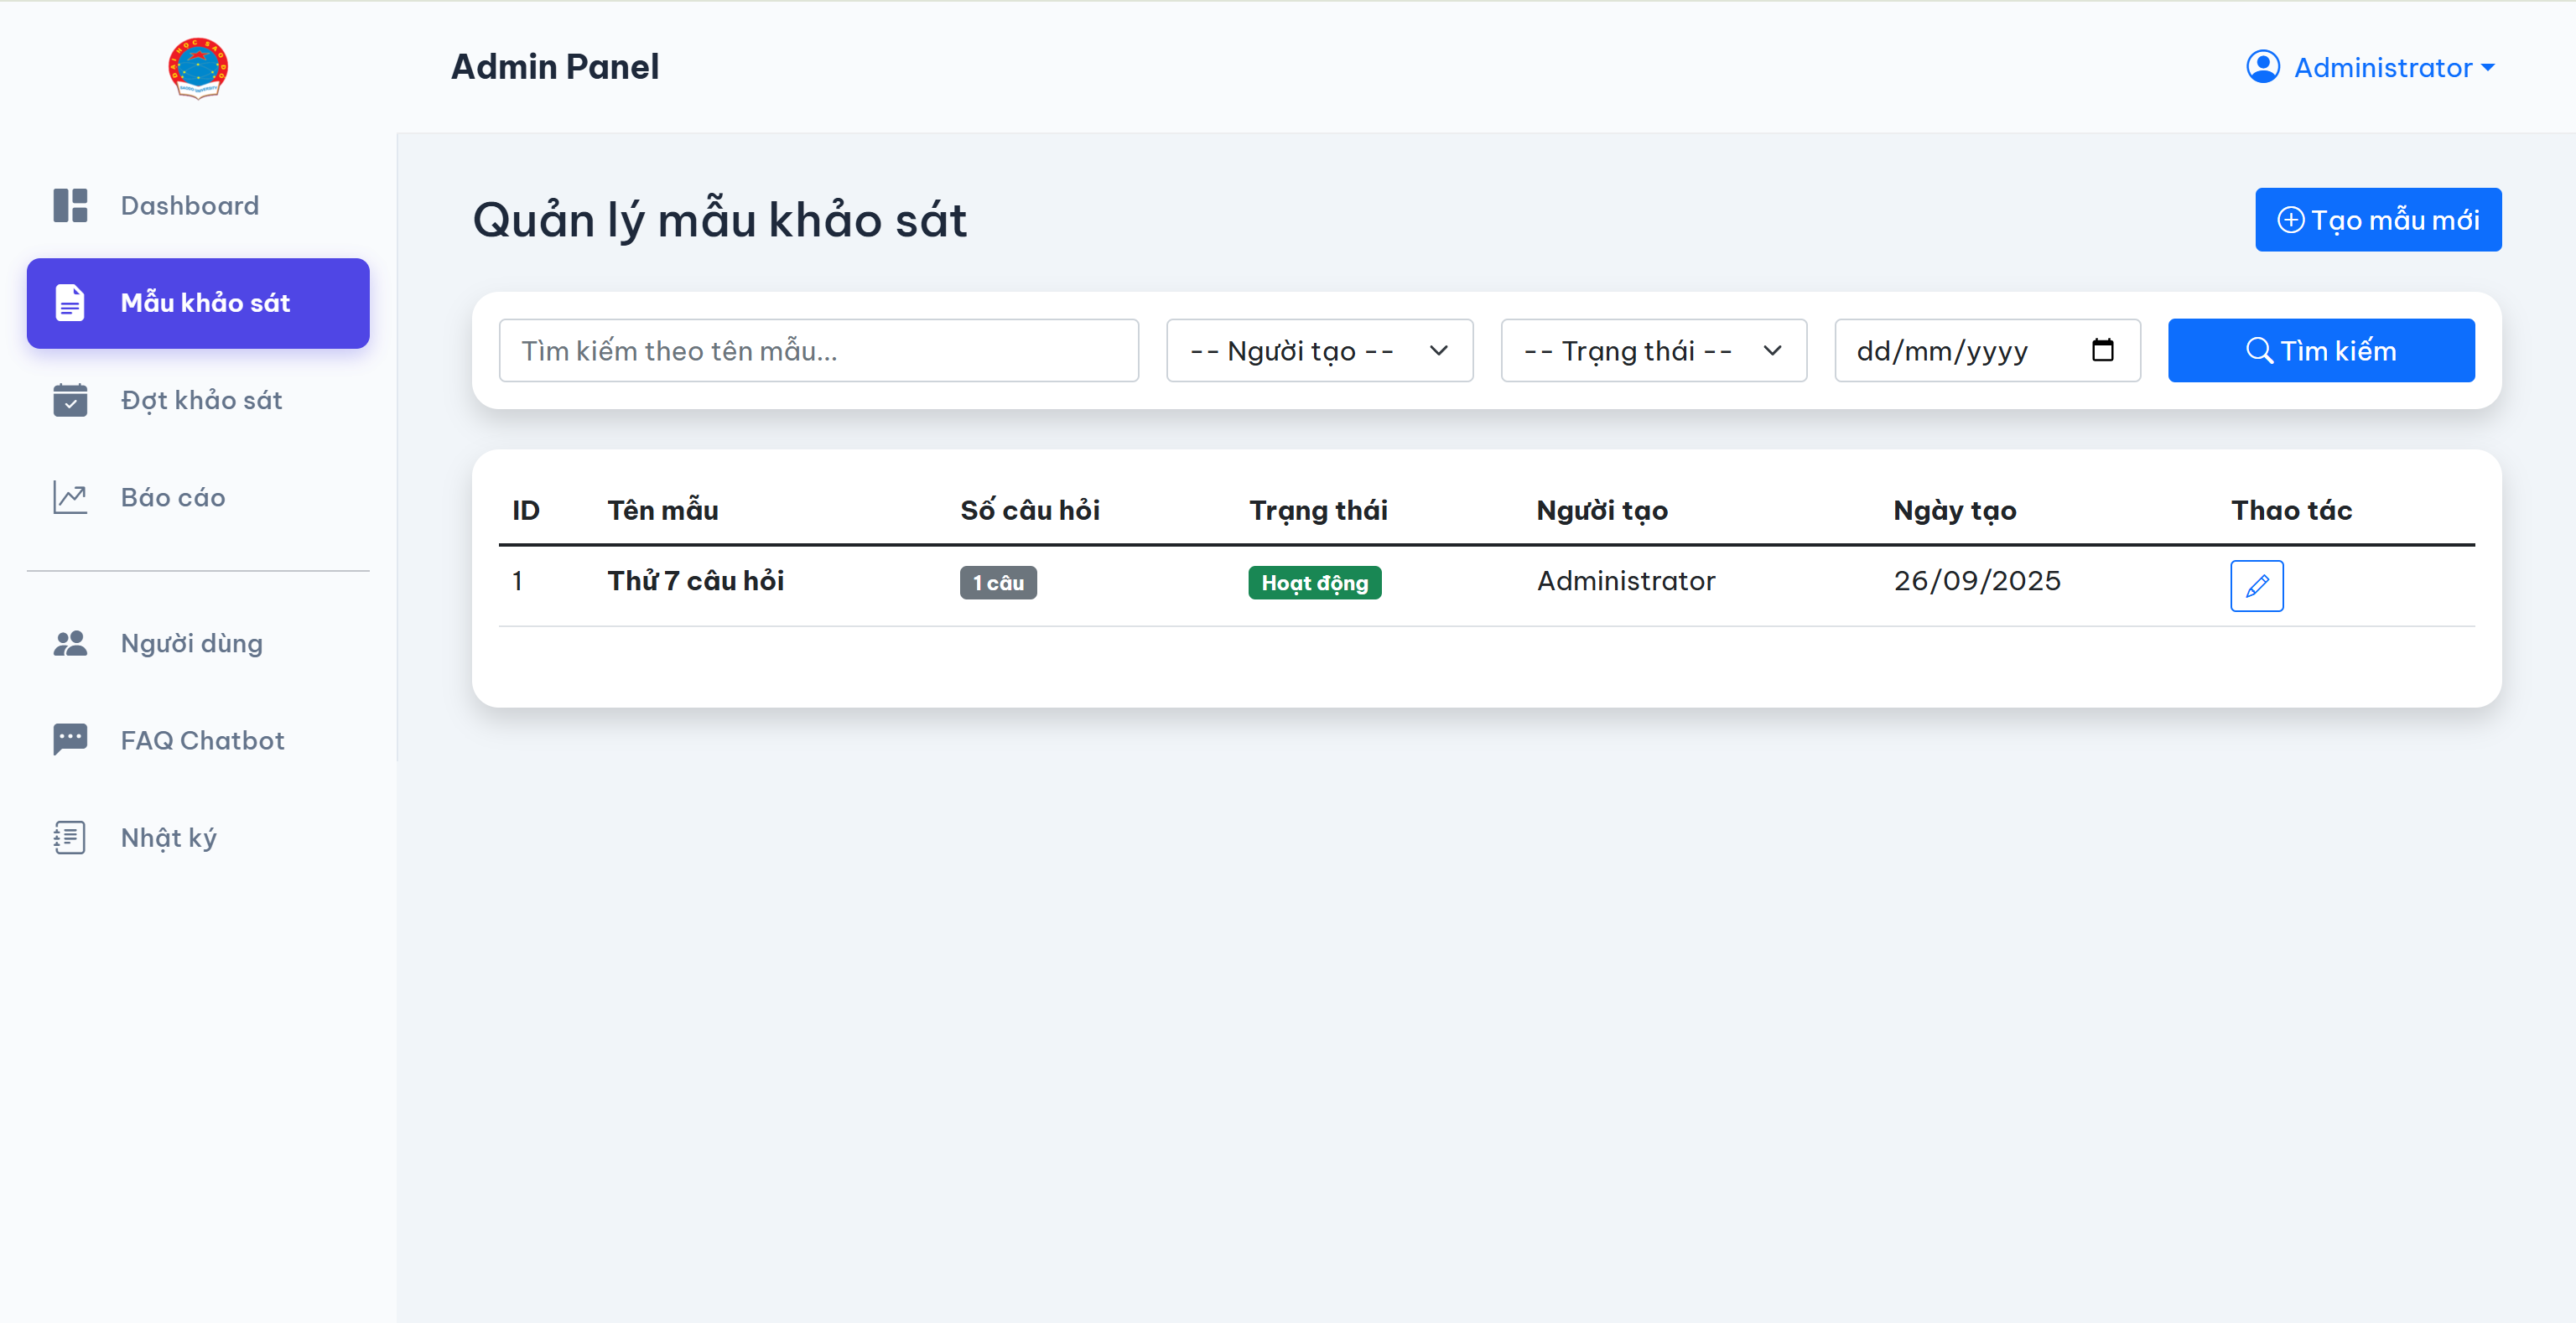 Admin Panel
Administrator
Dashboard
Mẫu khảo sát
Đợt khảo sát
Báo cáo
Người dùng
FAQ Chatbot
Nhật ký
Quản lý mẫu khảo sát
Tạo mẫu mới
Tìm kiếm theo tên mẫu...
-- Người tạo --
-- Trạng thái --
dd/mm/yyyy
Tìm kiếm
ID Tên mẫu Số câu hỏi Trạng thái Người tạo Ngày tạo Thao tác
1 Thử 7 câu hỏi 1 câu Hoạt động Administrator 26/09/2025